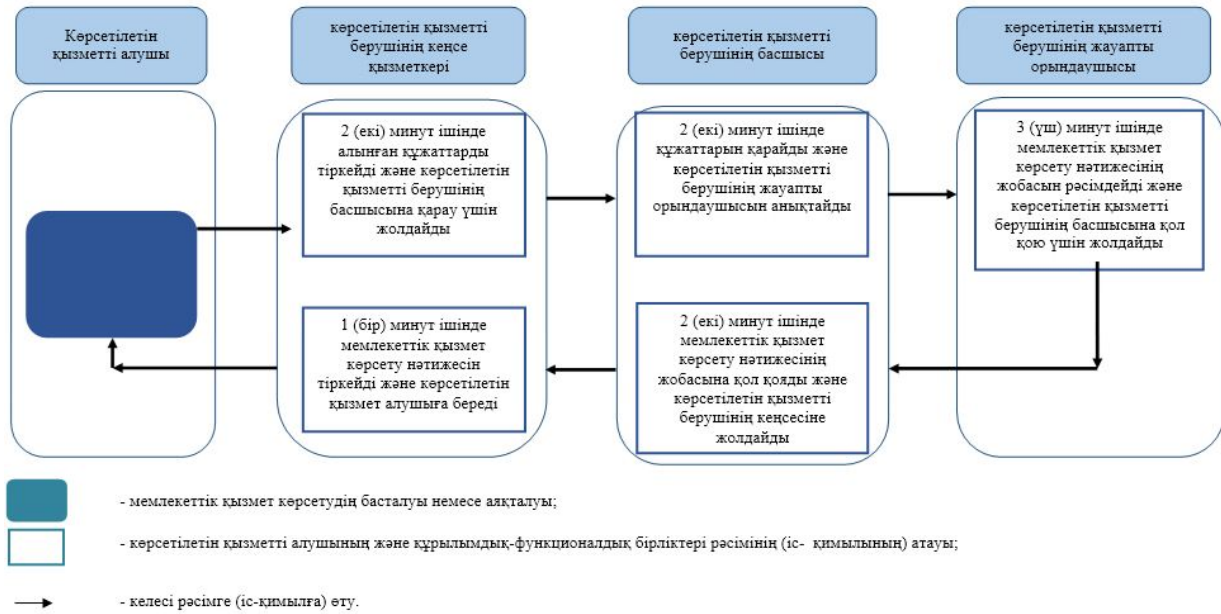 Көрсетілетін
қызметті алушы
көрсетілетін қызметті
берушінің кеңсе
қызметкері
көрсетілетін қызметті
берушінің басшысы
көрсетілетін қызметті
берушінің жауапты
орындаушысы
2 (екі) минут ішінде
алынған құжаттарды
тіркейді және көрсетілетін
қызметті берушінің
басшысына қарау үшін
жолдайды
2 (екі) минут ішінде
құжаттарын қарайды және
көрсетілетін қызметті
берушінің жауапты
орындаушысын анықтайды
3 (үш) минут ішінде
мемлекеттік қызмет
көрсету нәтижесінің
жобасын рәсімдейді және
көрсетілетін қызметті
берушінің басшысына қол
қою үшін жолдайды
1 (бір) минут ішінде
мемлекеттік қызмет
көрсету нәтижесін
тіркейді және көрсетілетін
қызмет алушыға береді
2 (екі) минут ішінде
мемлекеттік қызмет
көрсету нәтижесінің
жобасына қол қояды және
көрсетілетін қызметті
берушінің кеңсесіне
жолдайды
- мемлекеттік қызмет көрсетудің басталуы немесе аяқталуы;
- көрсетілетін қызметті алушының және құрылымдық-функционалдық бірліктері рәсімінің (іс- қимылының) атауы;
- келесі рәсімге (іс-қимылға) өту.